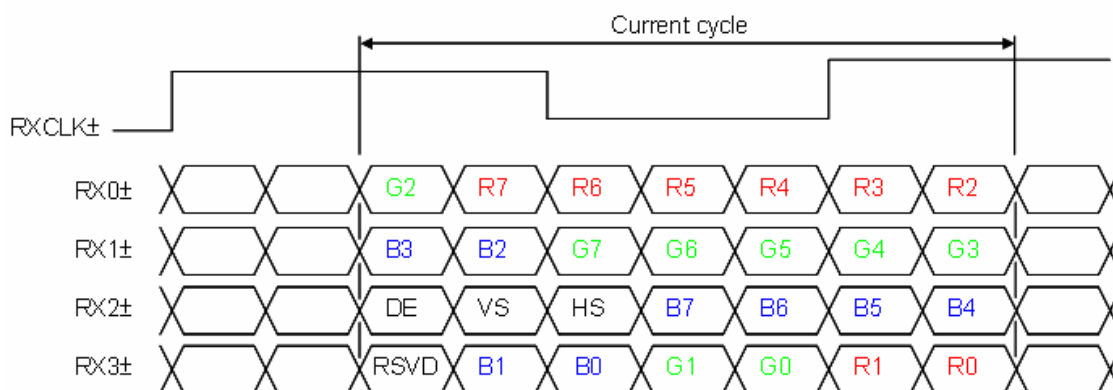 Current cycle
RXCLK±
RX0± G2 R7 R6 R5 R4 R3 R2
RX1± B3 B2 G7 G6 G5 G4 G3
RX2± DE VS HS B7 B6 B5 B4
RX3± RSVD B1 B0 G1 G0 R1 R0